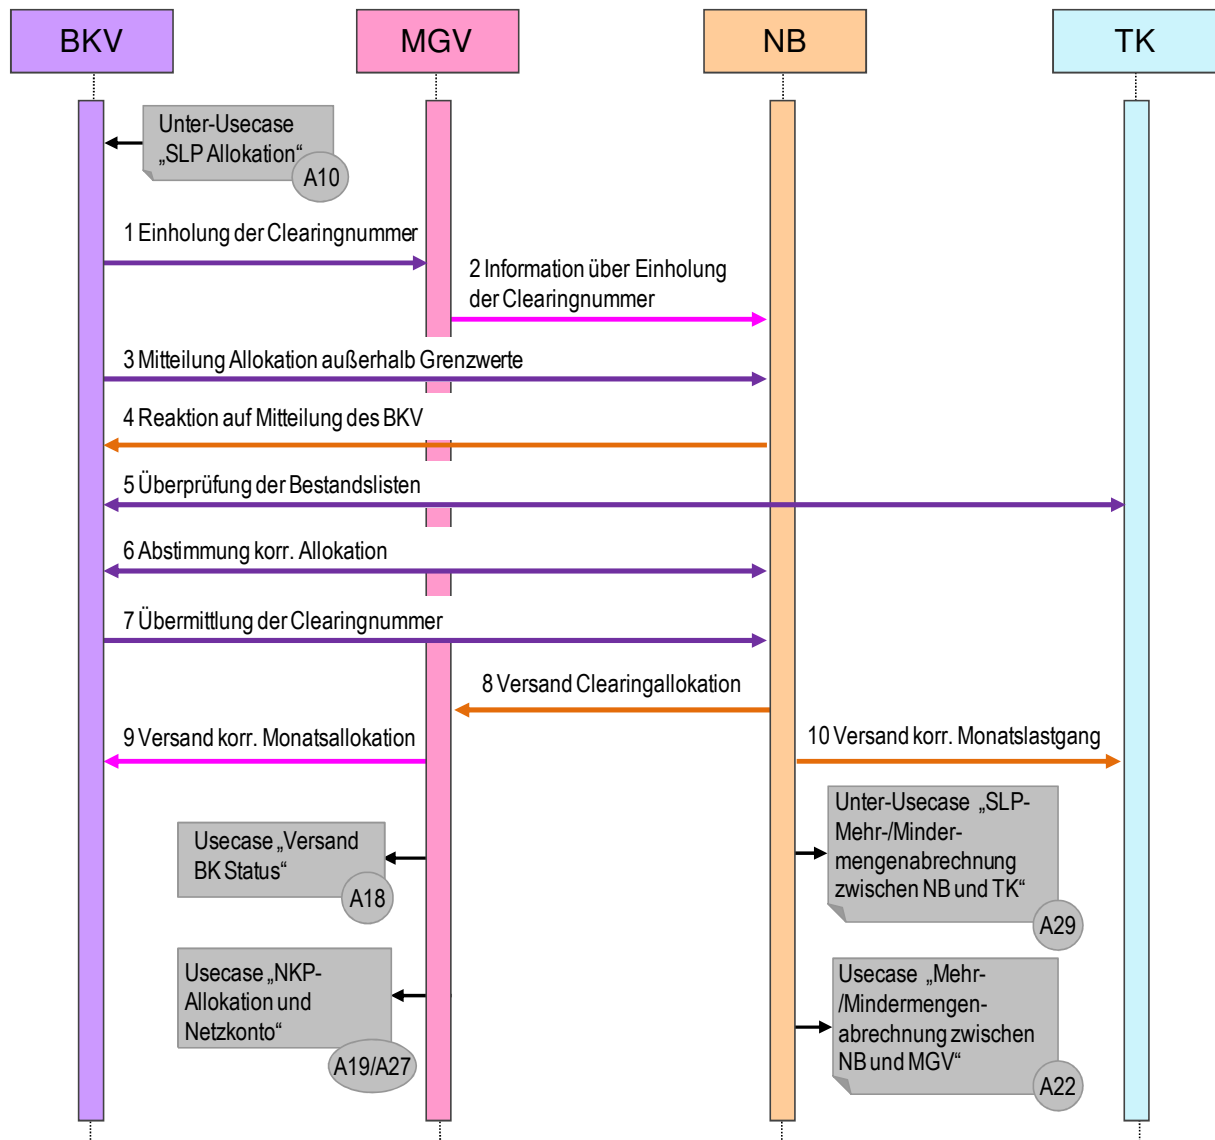 BKV
MGV
NB
TK
Unter-Usecase
„SLP Allokation“
A10
1 Einholung der Clearingnummer
2 Information über Einholung
der Clearingnummer
3 Mitteilung Allokation außerhalb Grenzwerte
4 Reaktion auf Mitteilung des BKV
5 Überprüfung der Bestandslisten
6 Abstimmung korr. Allokation
7 Übermittlung der Clearingnummer
8 Versand Clearingallokation
9 Versand korr. Monatsallokation
10 Versand korr. Monatslastgang
Usecase „Versand
BK Status“
A18
Unter-Usecase „SLP-
Mehr-/Minder-
mengenabrechnung
zwischen NB und TK“
A29
Usecase „NKP-
Allokation und
Netzkonto“
A19/A27
Usecase „Mehr-
/Mindermengen-
abrechnung zwischen
NB und MGV“
A22